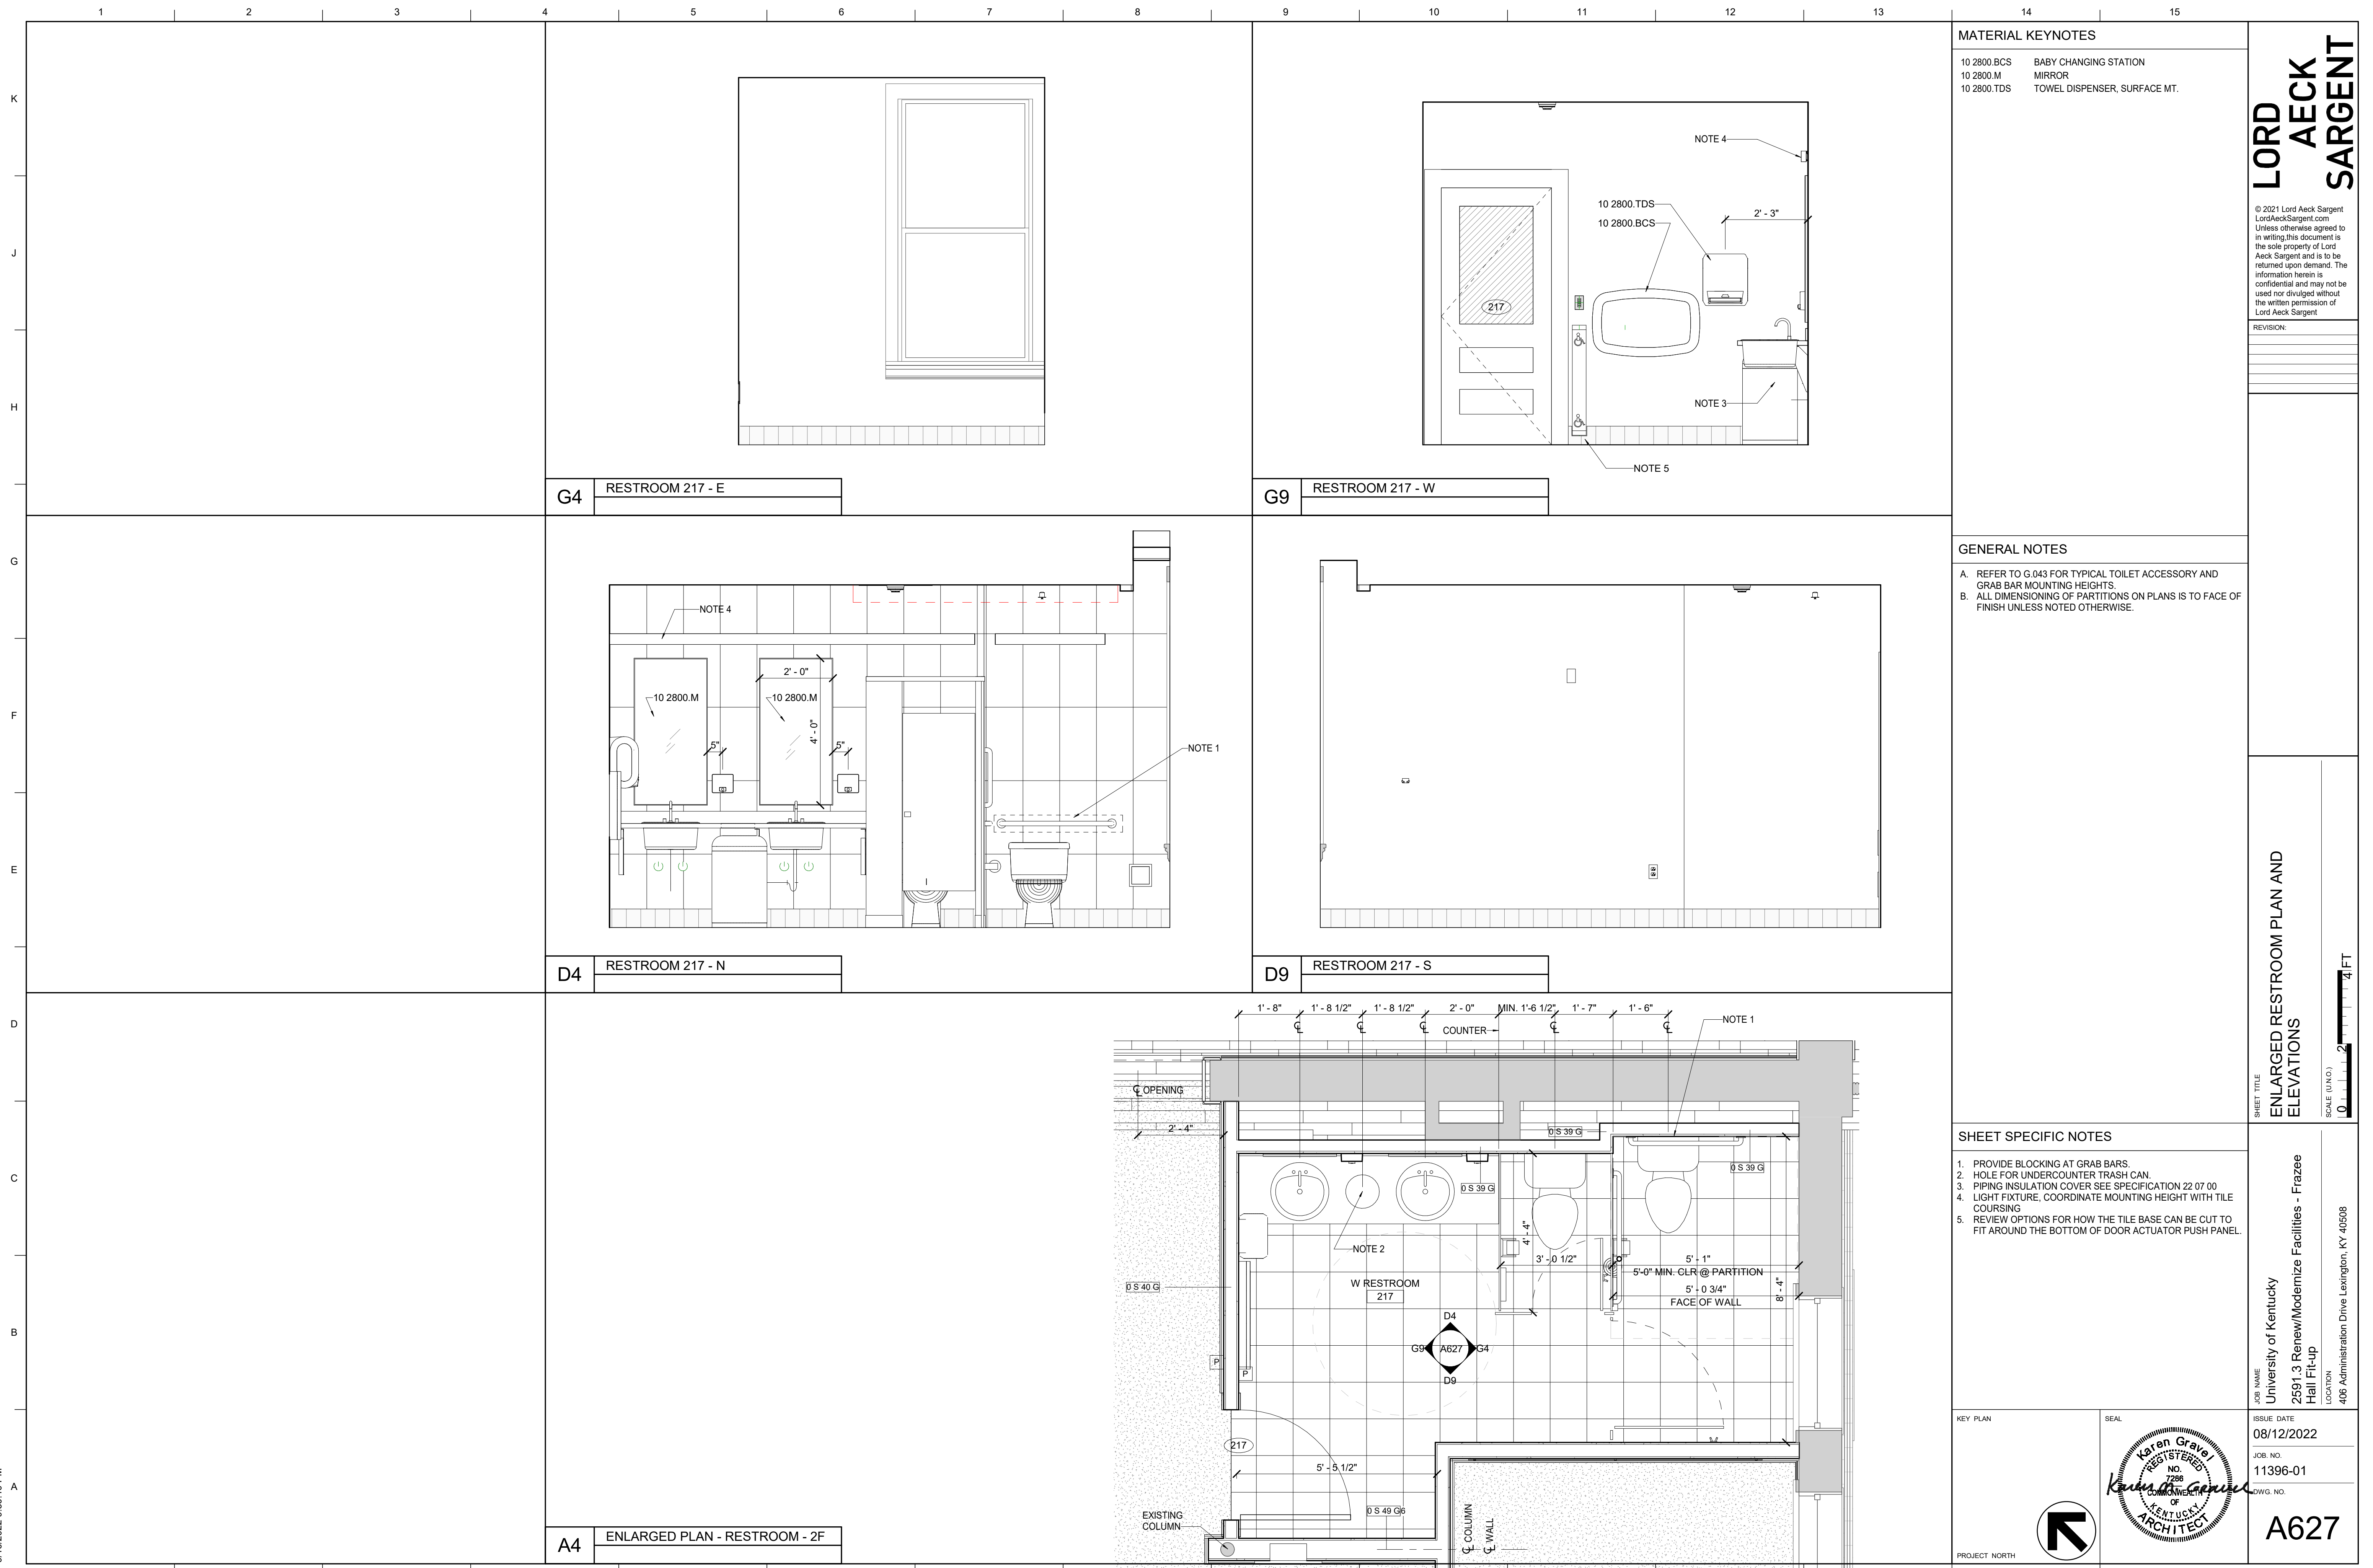 1 2 3 4 5 6 7 8 9 10 11 12 13 14 15
K
J
H
G
F
E
D
C
B
A
G4 RESTROOM 217 - E
NOTE 4
10 2800.TDS
10 2800.BCS
2' - 3"
217
NOTE 3
NOTE 5
G9 RESTROOM 217 - W
NOTE 4
2' - 0"
10 2800.M
10 2800.M
4' - 0"
5"
5"
NOTE 1
D4 RESTROOM 217 - N
D9 RESTROOM 217 - S
1' - 8" 1' - 8 1/2" 1' - 8 1/2" 2' - 0" MIN. 1'-6 1/2" 1' - 7" 1' - 6"
COUNTER
NOTE 1
OPENING
2' - 4"
0 S 39 G
0 S 39 G
0 S 39 G
NOTE 2
4' - 4"
3' - 0 1/2"
5' - 1"
5'-0" MIN. CLR @ PARTITION
5' - 0 3/4"
FACE OF WALL
8' - 4"
0 S 40 G
W RESTROOM
217
D4
G9 A627 G4
D9
P
P
217
5' - 5 1/2"
0 S 49 G6
EXISTING
COLUMN
COLUMN
WALL
A4 ENLARGED PLAN - RESTROOM - 2F
MATERIAL KEYNOTES
10 2800.BCS BABY CHANGING STATION
10 2800.M MIRROR
10 2800.TDS TOWEL DISPENSER, SURFACE MT.
GENERAL NOTES
A. REFER TO G.043 FOR TYPICAL TOILET ACCESSORY AND
GRAB BAR MOUNTING HEIGHTS.
B. ALL DIMENSIONING OF PARTITIONS ON PLANS IS TO FACE OF
FINISH UNLESS NOTED OTHERWISE.
SHEET SPECIFIC NOTES
1. PROVIDE BLOCKING AT GRAB BARS.
2. HOLE FOR UNDERCOUNTER TRASH CAN.
3. PIPING INSULATION COVER SEE SPECIFICATION 22 07 00
4. LIGHT FIXTURE, COORDINATE MOUNTING HEIGHT WITH TILE
COURSING
5. REVIEW OPTIONS FOR HOW THE TILE BASE CAN BE CUT TO
FIT AROUND THE BOTTOM OF DOOR ACTUATOR PUSH PANEL.
KEY PLAN
PROJECT NORTH
SEAL
Karen Gravel
REGISTERED
NO.
7286
COMMONWEALTH
OF
KENTUCKY
ARCHITECT
Karen M. Gravel
LORD
AECK
SARGENT
© 2021 Lord Aeck Sargent
LordAeckSargent.com
Unless otherwise agreed to
in writing,this document is
the sole property of Lord
Aeck Sargent and is to be
returned upon demand. The
information herein is
confidential and may not be
used nor divulged without
the written permission of
Lord Aeck Sargent
REVISION:
SHEET TITLE
ENLARGED RESTROOM PLAN AND
ELEVATIONS
SCALE (U.N.O.)
0 2 4 FT
JOB NAME
University of Kentucky
2591.3 Renew/Modernize Facilities - Frazee
Hall Fit-up
LOCATION
406 Administration Drive Lexington, KY 40508
ISSUE DATE
08/12/2022
JOB. NO.
11396-01
DWG. NO.
A627